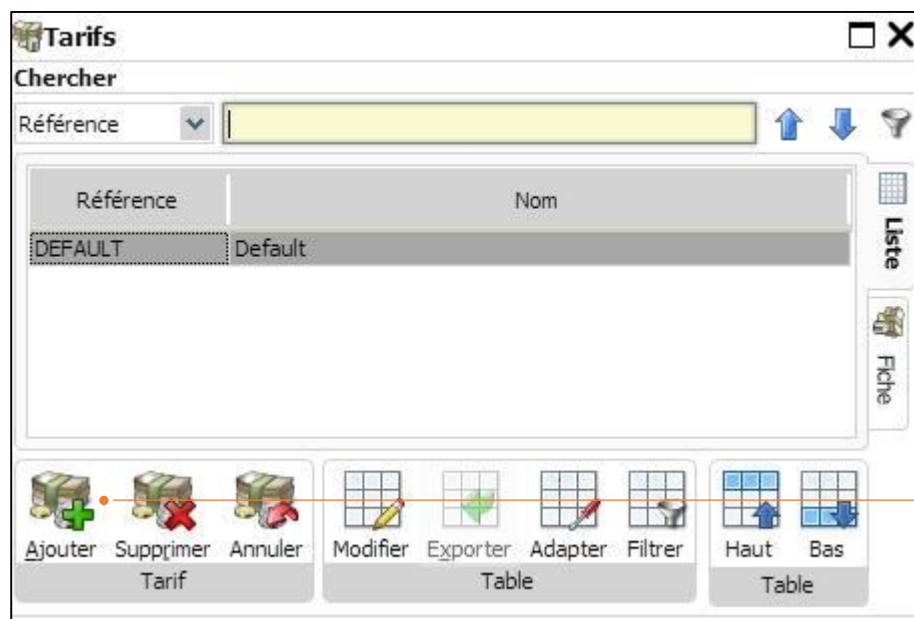 Tarifs
Chercher
Référence
Référence Nom
DEFAULT Default
Liste
Fiche
Ajouter Supprimer Annuler Modifier Exporter Adapter Filtrer Haut Bas
Tarif Table Table